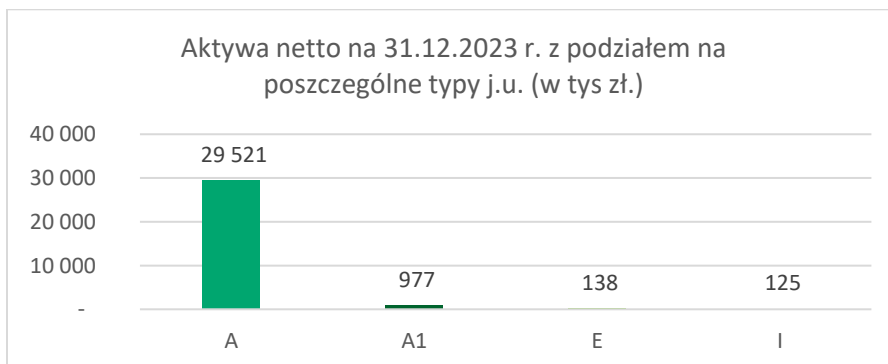 Aktywa netto na 31.12.2023 r. z podziałem na
poszczególne typy j.u. (w tys zł.)
40 000
30 000
20 000
10 000
-
29 521
977
138
125
A
A1
E
I